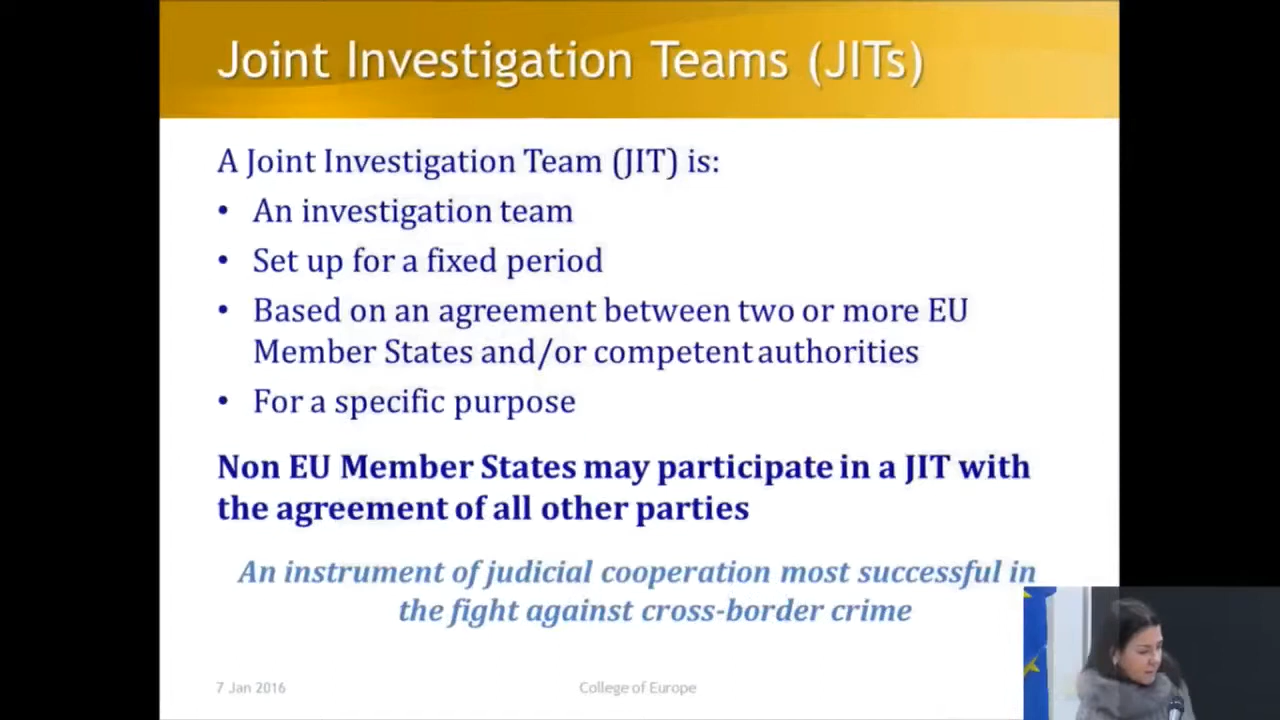 Joint Investigation Teams (JITs)
A Joint Investigation Team (JIT) is:
• An investigation team
• Set up for a fixed period
• Based on an agreement between two or more EU
Member States and/or competent authorities
• For a specific purpose
Non EU Member States may participate in a JIT with
the agreement of all other parties
An instrument of judicial cooperation most successful in
the fight against cross-border crime
7 Jan 2016
College of Europe